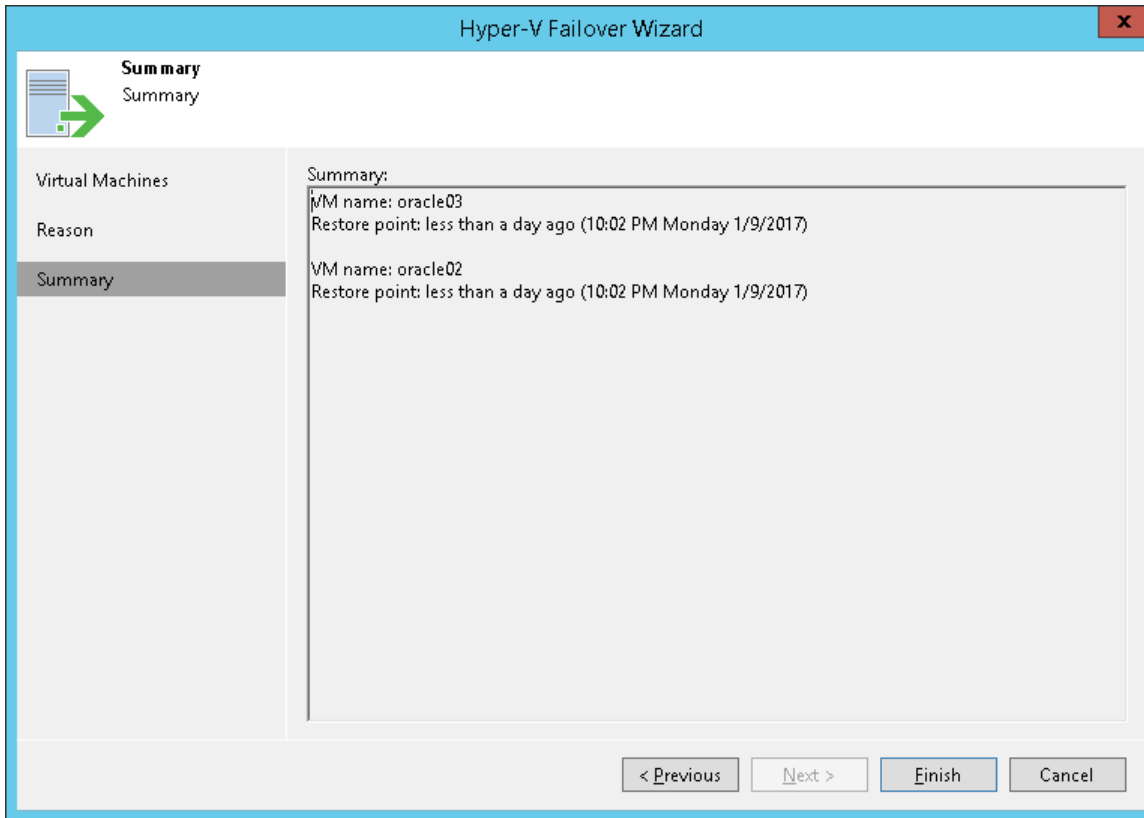 Hyper-V Failover Wizard
x
Summary
Summary
Virtual Machines
Reason
Summary
Summary:
VM name: oracle03
Restore point: less than a day ago (10:02 PM Monday 1/9/2017)
VM name: oracle02
Restore point: less than a day ago (10:02 PM Monday 1/9/2017)
< Previous
Next >
Finish
Cancel